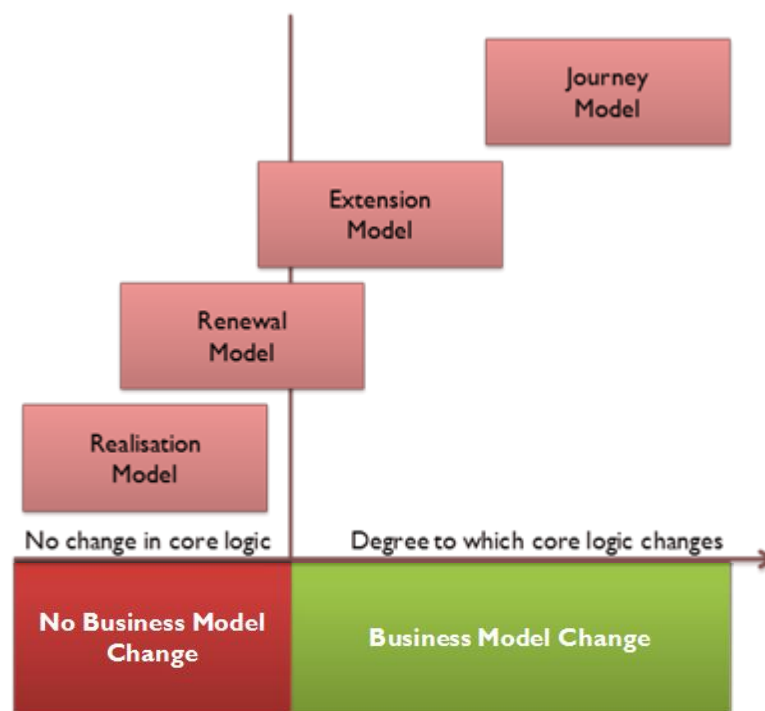 Journey
Model
Extension
Model
Renewal
Model
Realisation
Model
No change in core logic
Degree to which core logic changes
No Business Model
Change
Business Model Change